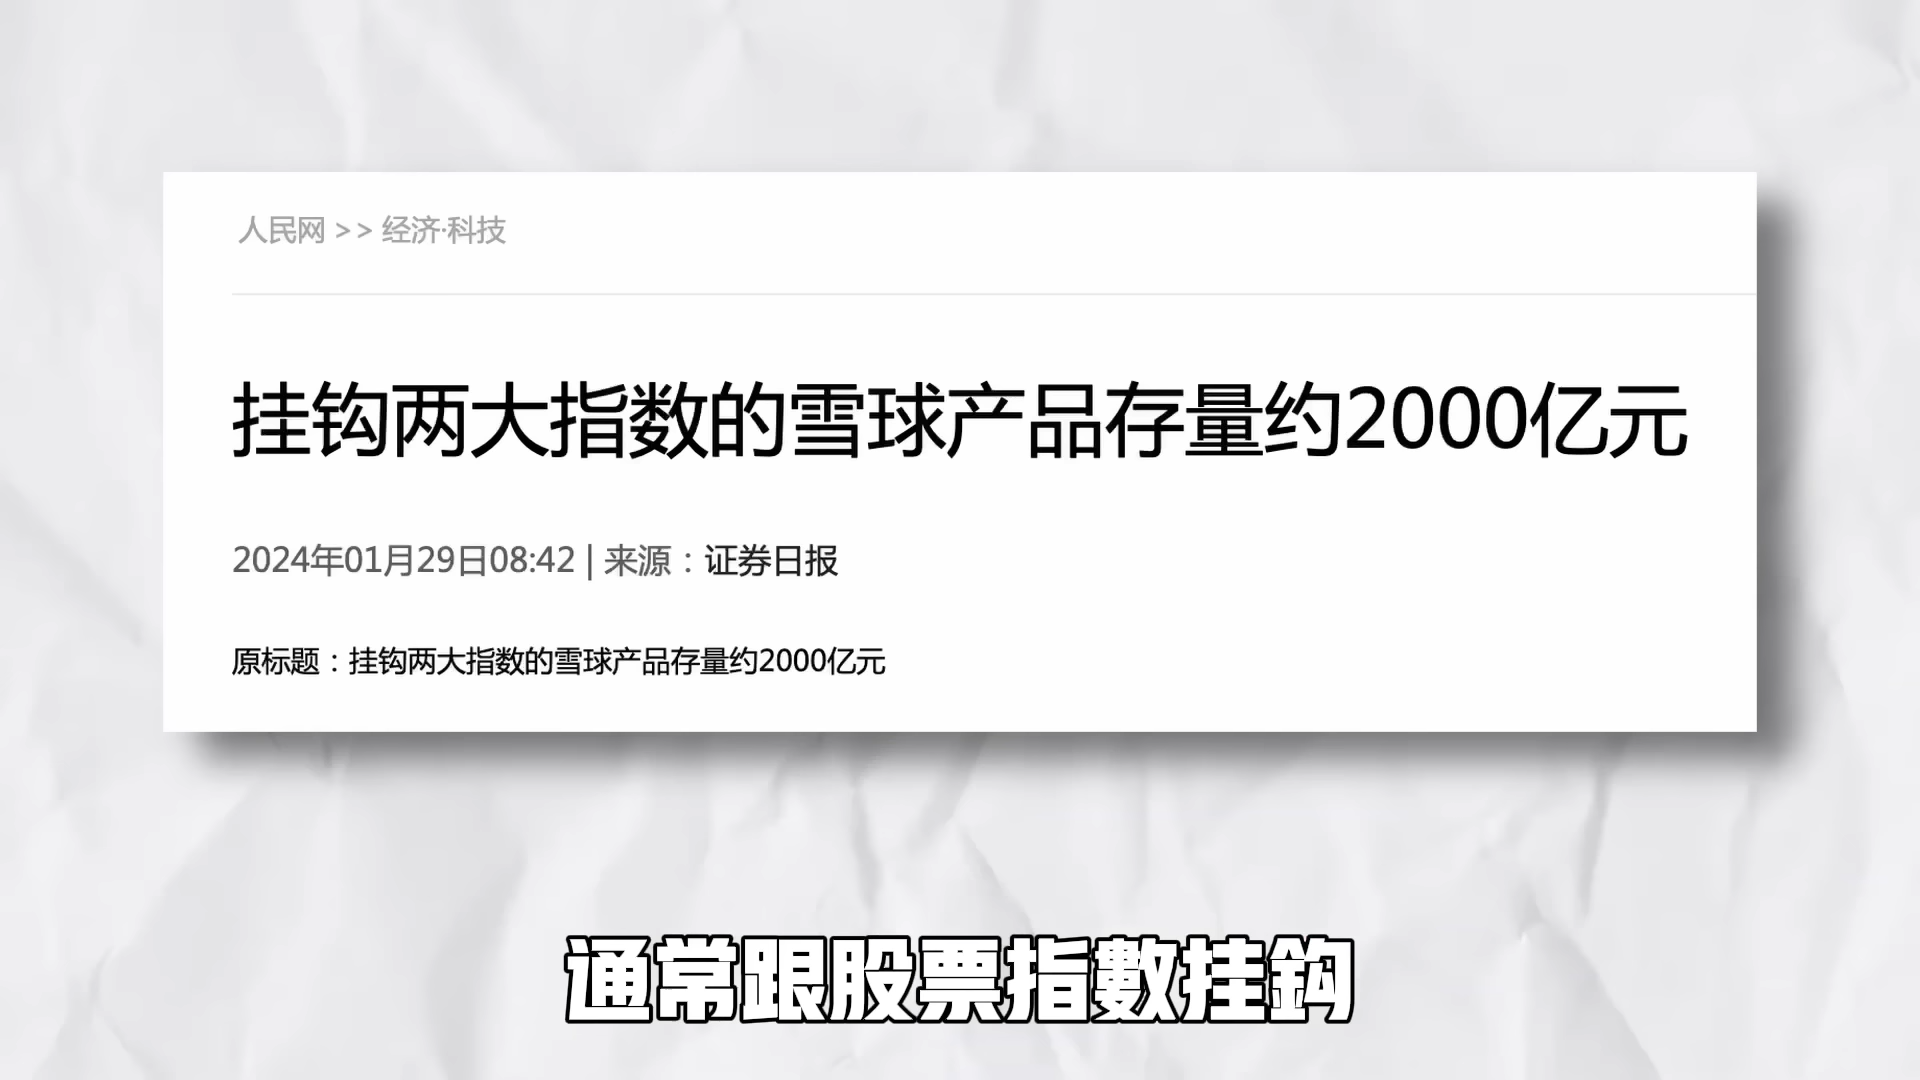 人民网 >> 经济·科技
挂钩两大指数的雪球产品存量约2000亿元
2024年01月29日08:42 | 来源：证券日报
原标题：挂钩两大指数的雪球产品存量约2000亿元
通常跟股票指數挂鈎